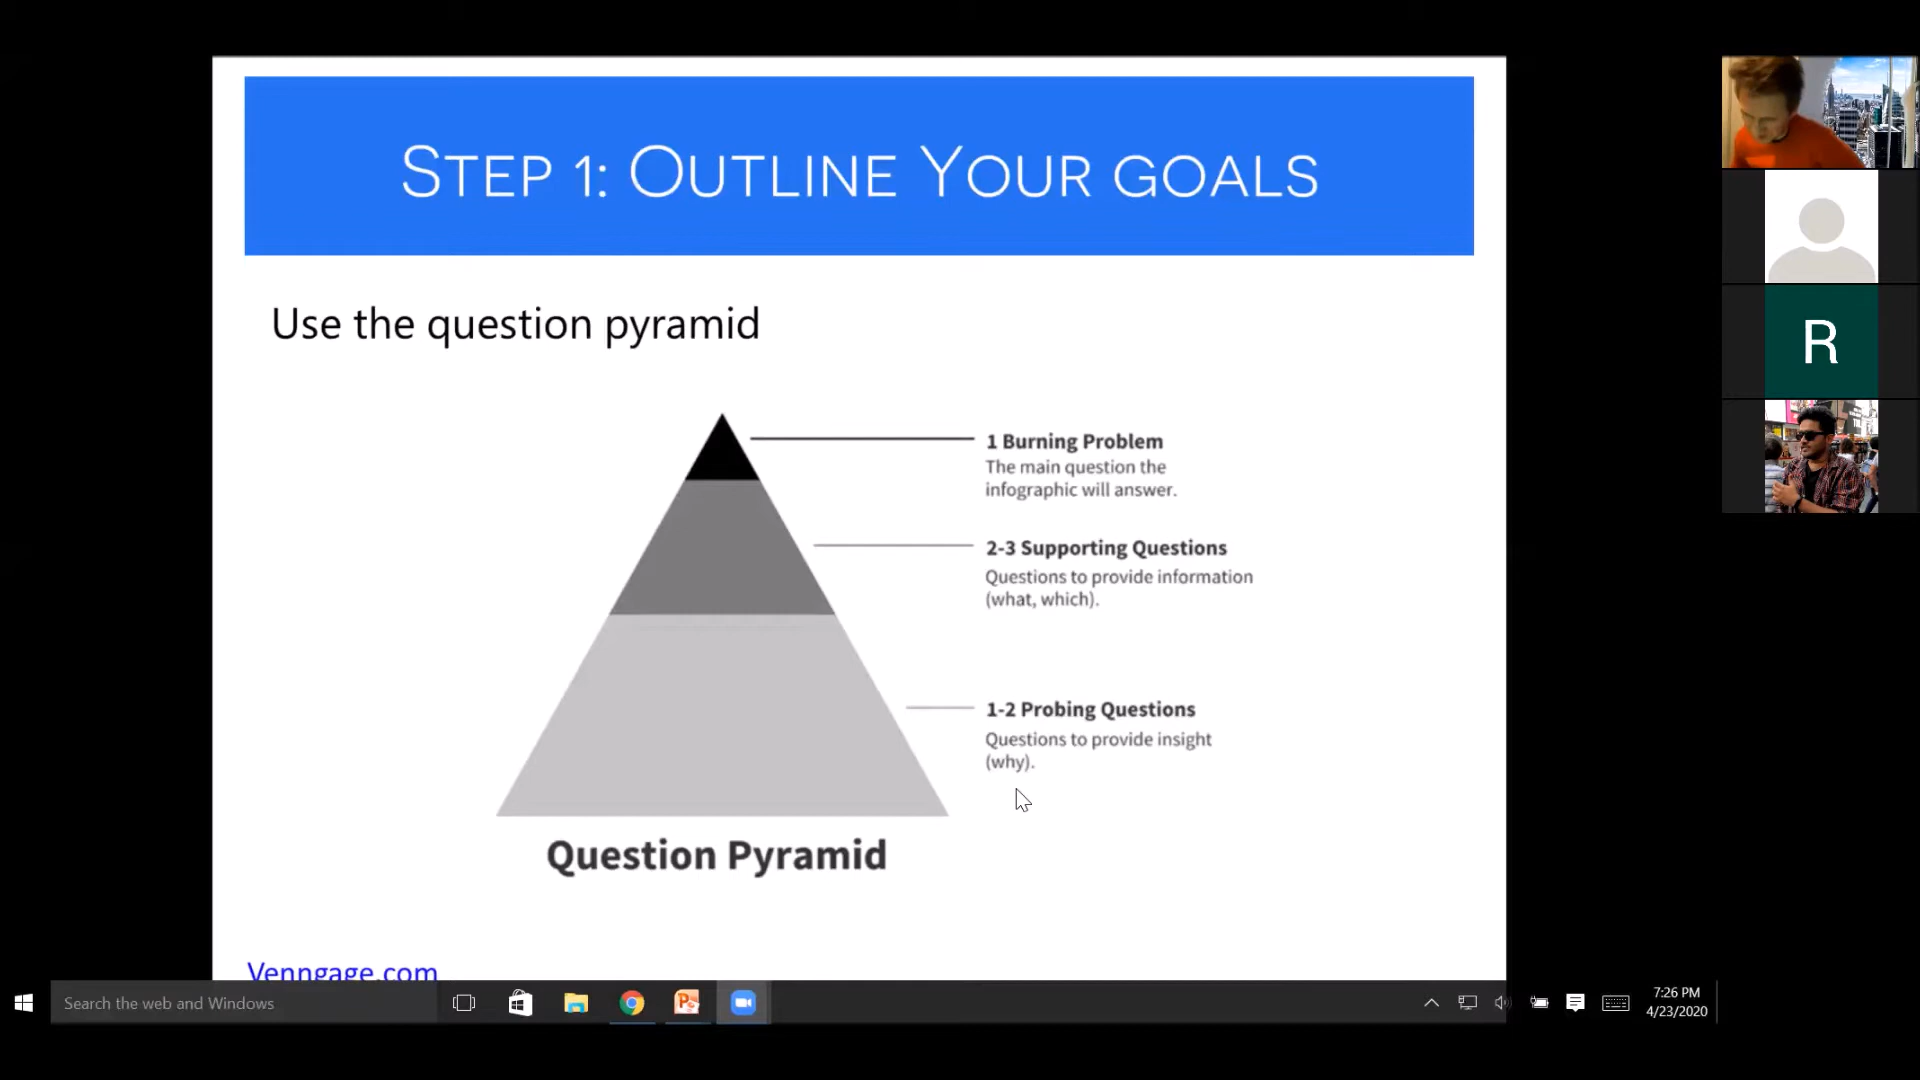 STEP 1: OUTLINE YOUR GOALS
Use the question pyramid
1 Burning Problem
The main question the
infographic will answer.
2-3 Supporting Questions
Questions to provide information
(what, which).
1-2 Probing Questions
Questions to provide insight
(why).
Question Pyramid
Venngage.com
R
Search the web and Windows
7:26 PM
4/23/2020